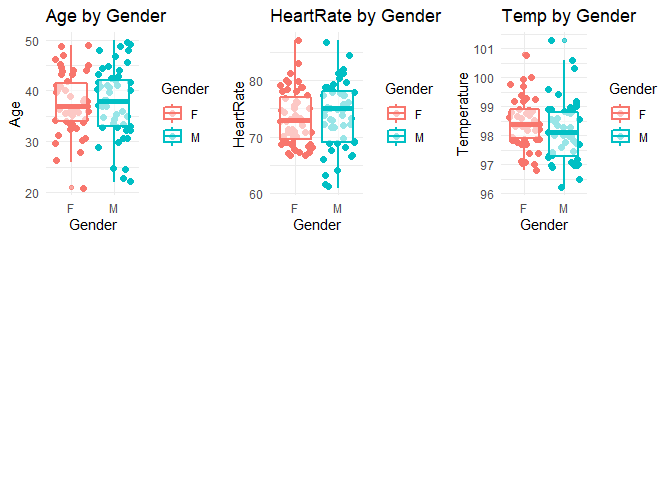 Age by Gender
50
40
30
20
Age
F
M
Gender
Gender
F
M
HeartRate by Gender
80
70
60
HeartRate
F
M
Gender
Gender
F
M
Temp by Gender
101
100
99
98
97
96
Temperature
F
M
Gender
Gender
F
M